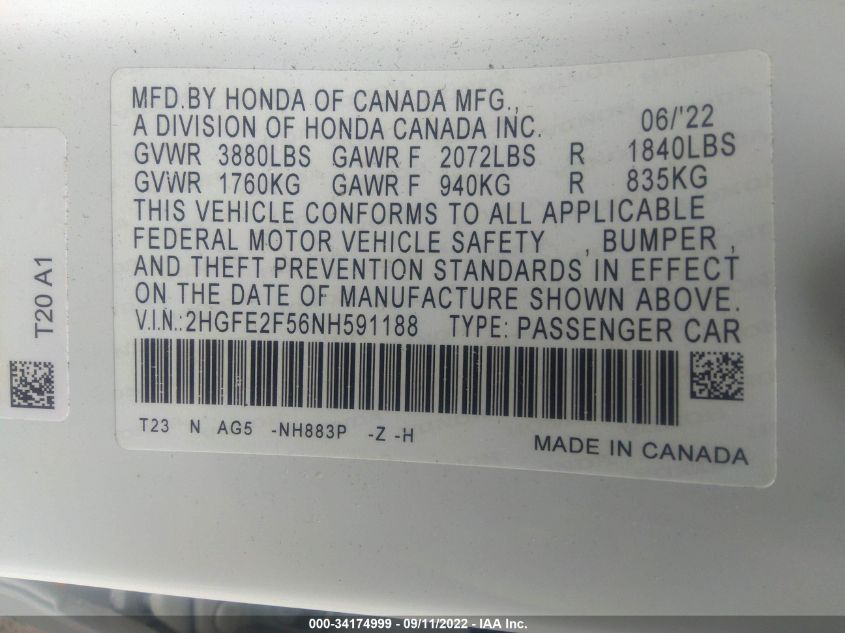 MFD.BY HONDA OF CANADA MFG.,
A DIVISION OF HONDA CANADA INC. 06/'22
GVWR 3880LBS GAWR F 2072LBS R 1840LBS
GVWR 1760KG GAWR F 940KG R 835KG
THIS VEHICLE CONFORMS TO ALL APPLICABLE
FEDERAL MOTOR VEHICLE SAFETY , BUMPER ,
AND THEFT PREVENTION STANDARDS IN EFFECT
ON THE DATE OF MANUFACTURE SHOWN ABOVE.
V.I.N.:2HGFE2F56NH591188 TYPE: PASSENGER CAR
T23 N AG5 -NH883P -Z -H
MADE IN CANADA
T20 A1
000-34174999 - 09/11/2022 - IAA Inc.